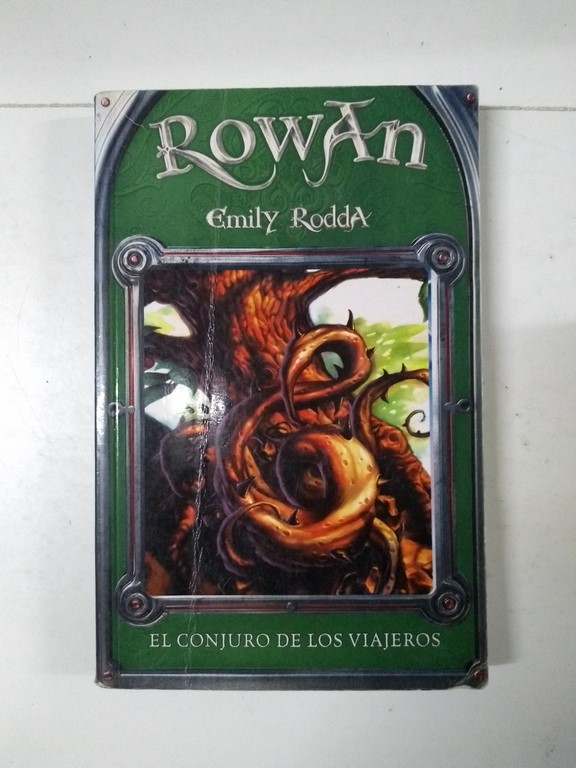 Rowan
Emily Rodda
EL CONJURO DE LOS VIAJEROS